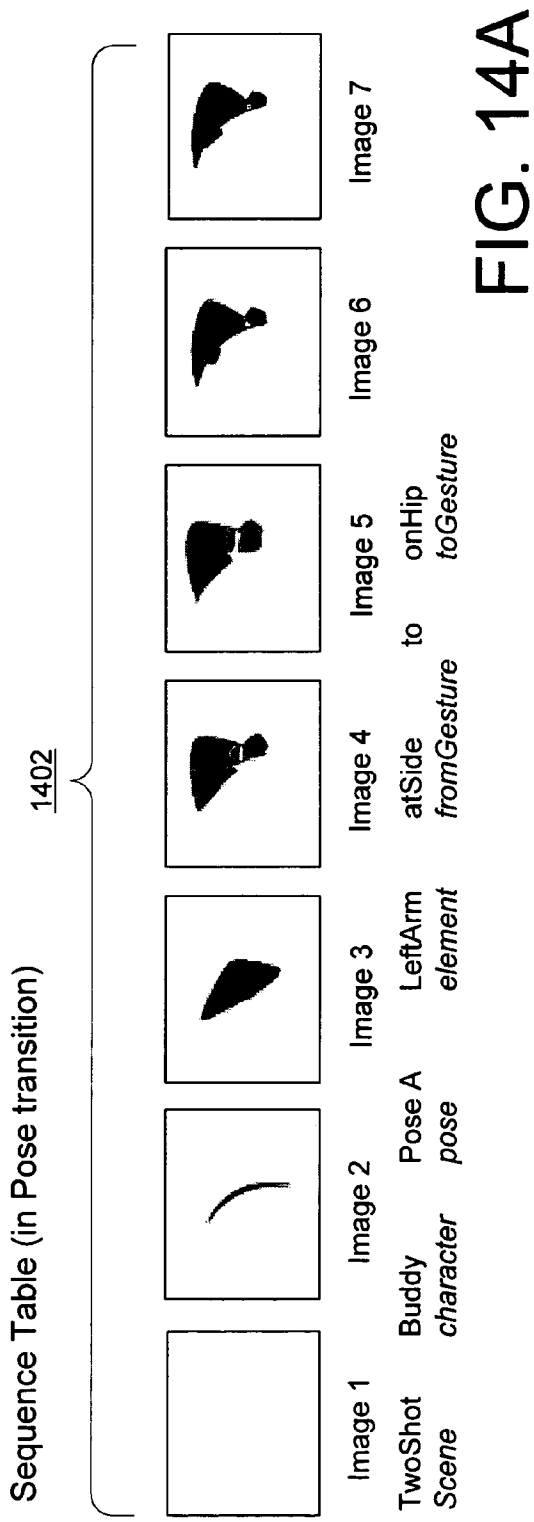 Sequence Table (in Pose transition)
1402
Image 1 Image 2 Image 3 Image 4 Image 5 Image 6 Image 7
TwoShot Buddy Pose A LeftArm atSide to onHip
Scene character pose element fromGesture toGesture
FIG. 14A